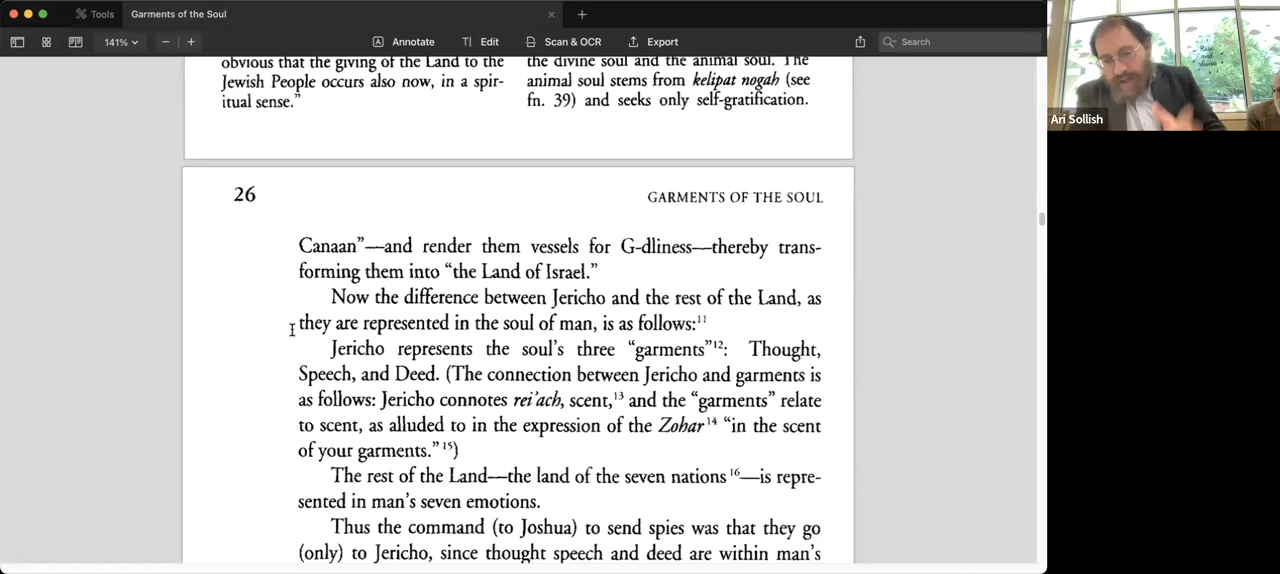 Tools
Garments of the Soul
141%
Annotate
Edit
Scan & OCR
Export
Search
obvious that the giving of the Land to the
Jewish People occurs also now, in a spir-
itual sense."
the divine soul and the animal soul. The
animal soul stems from kelipat nogah (see
fn. 39) and seeks only self-gratification.
26
GARMENTS OF THE SOUL
Canaan"—and render them vessels for G-dliness—thereby trans-
forming them into "the Land of Israel."
Now the difference between Jericho and the rest of the Land, as
they are represented in the soul of man, is as follows:11
Jericho represents the soul's three "garments"12: Thought,
Speech, and Deed. (The connection between Jericho and garments is
as follows: Jericho connotes rei'ach, scent,13 and the "garments" relate
to scent, as alluded to in the expression of the Zohar14 "in the scent
of your garments."15)
The rest of the Land—the land of the seven nations16—is repre-
sented in man's seven emotions.
Thus the command (to Joshua) to send spies was that they go
(only) to Jericho, since thought speech and deed are within man's
Rise
and
shine
Ari Sollish